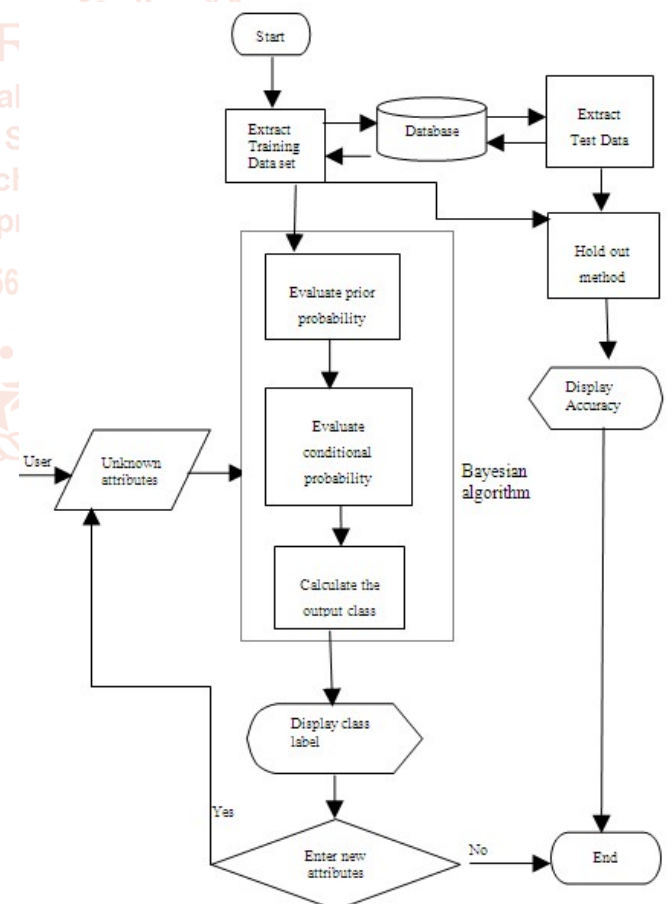 Start
Extract
Training
Data set
Database
Extract
Test Data
Hold out
method
Evaluate prior
probability
Display
Accuracy
Evaluate
conditional
probability
User
Unknown
attributes
Bayesian
algorithm
Calculate the
output class
Display class
label
Yes
Enter new
attributes
No
End